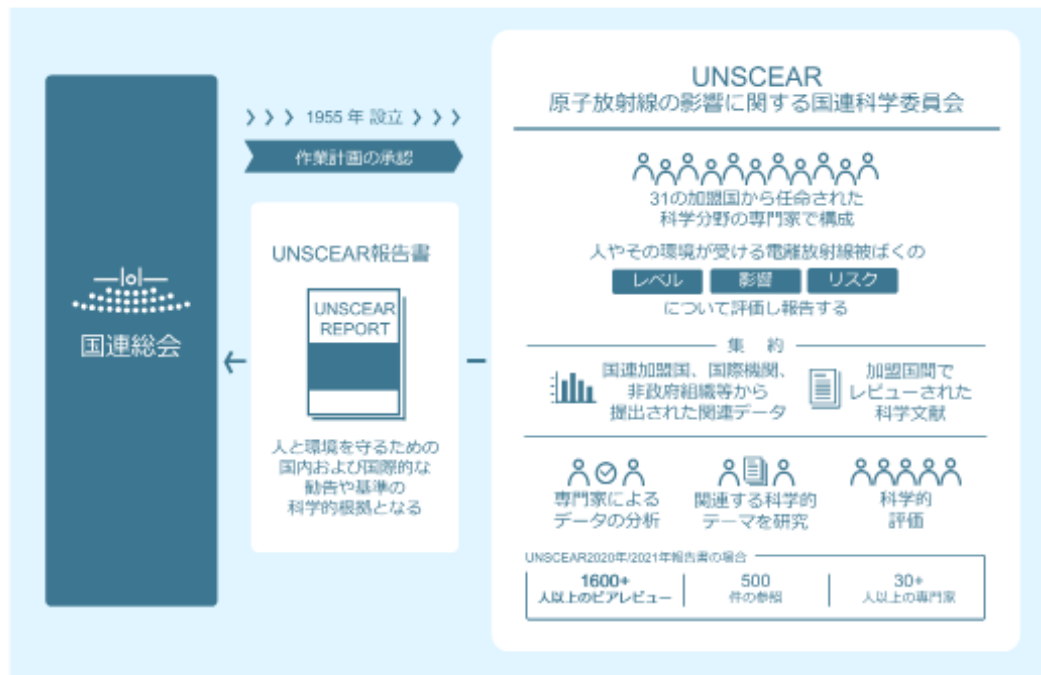 国連総会
1955年 設立
作業計画の承認
UNSCEAR報告書
UNSCEAR
REPORT
人と環境を守るための
国内および国際的な
勧告や基準の
科学的根拠となる
UNSCEAR
原子放射線の影響に関する国連科学委員会
31の加盟国から任命された
科学分野の専門家で構成
人やその環境が受ける電離放射線被ばくの
レベル 影響 リスク
について評価し報告する
集 約
国連加盟国、国際機関、
非政府組織等から
提出された関連データ
加盟国間で
レビューされた
科学文献
専門家による
データの分析
関連する科学的
テーマを研究
科学的
評価
UNSCEAR2020年/2021年報告書の場合
1600+
人以上のピアレビュー
500
件の参照
30+
人以上の専門家